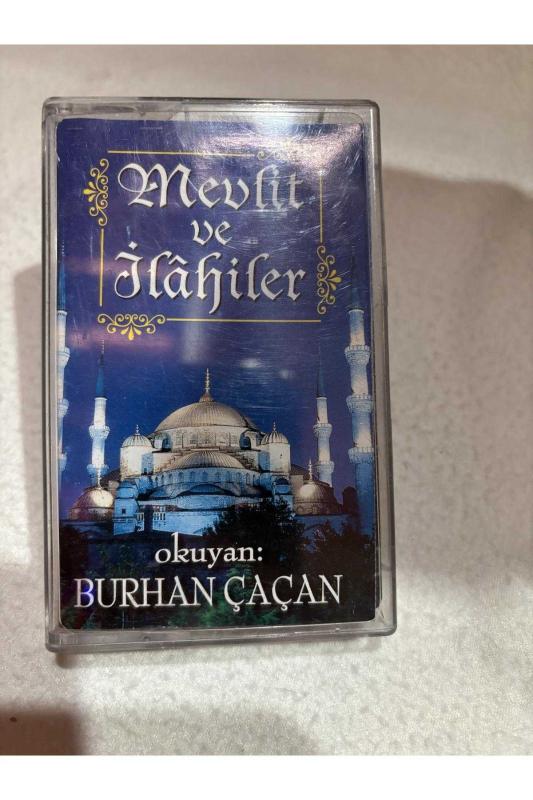 Mevlit
ve
İlâhiler
okuyan:
BURHAN ÇAÇAN